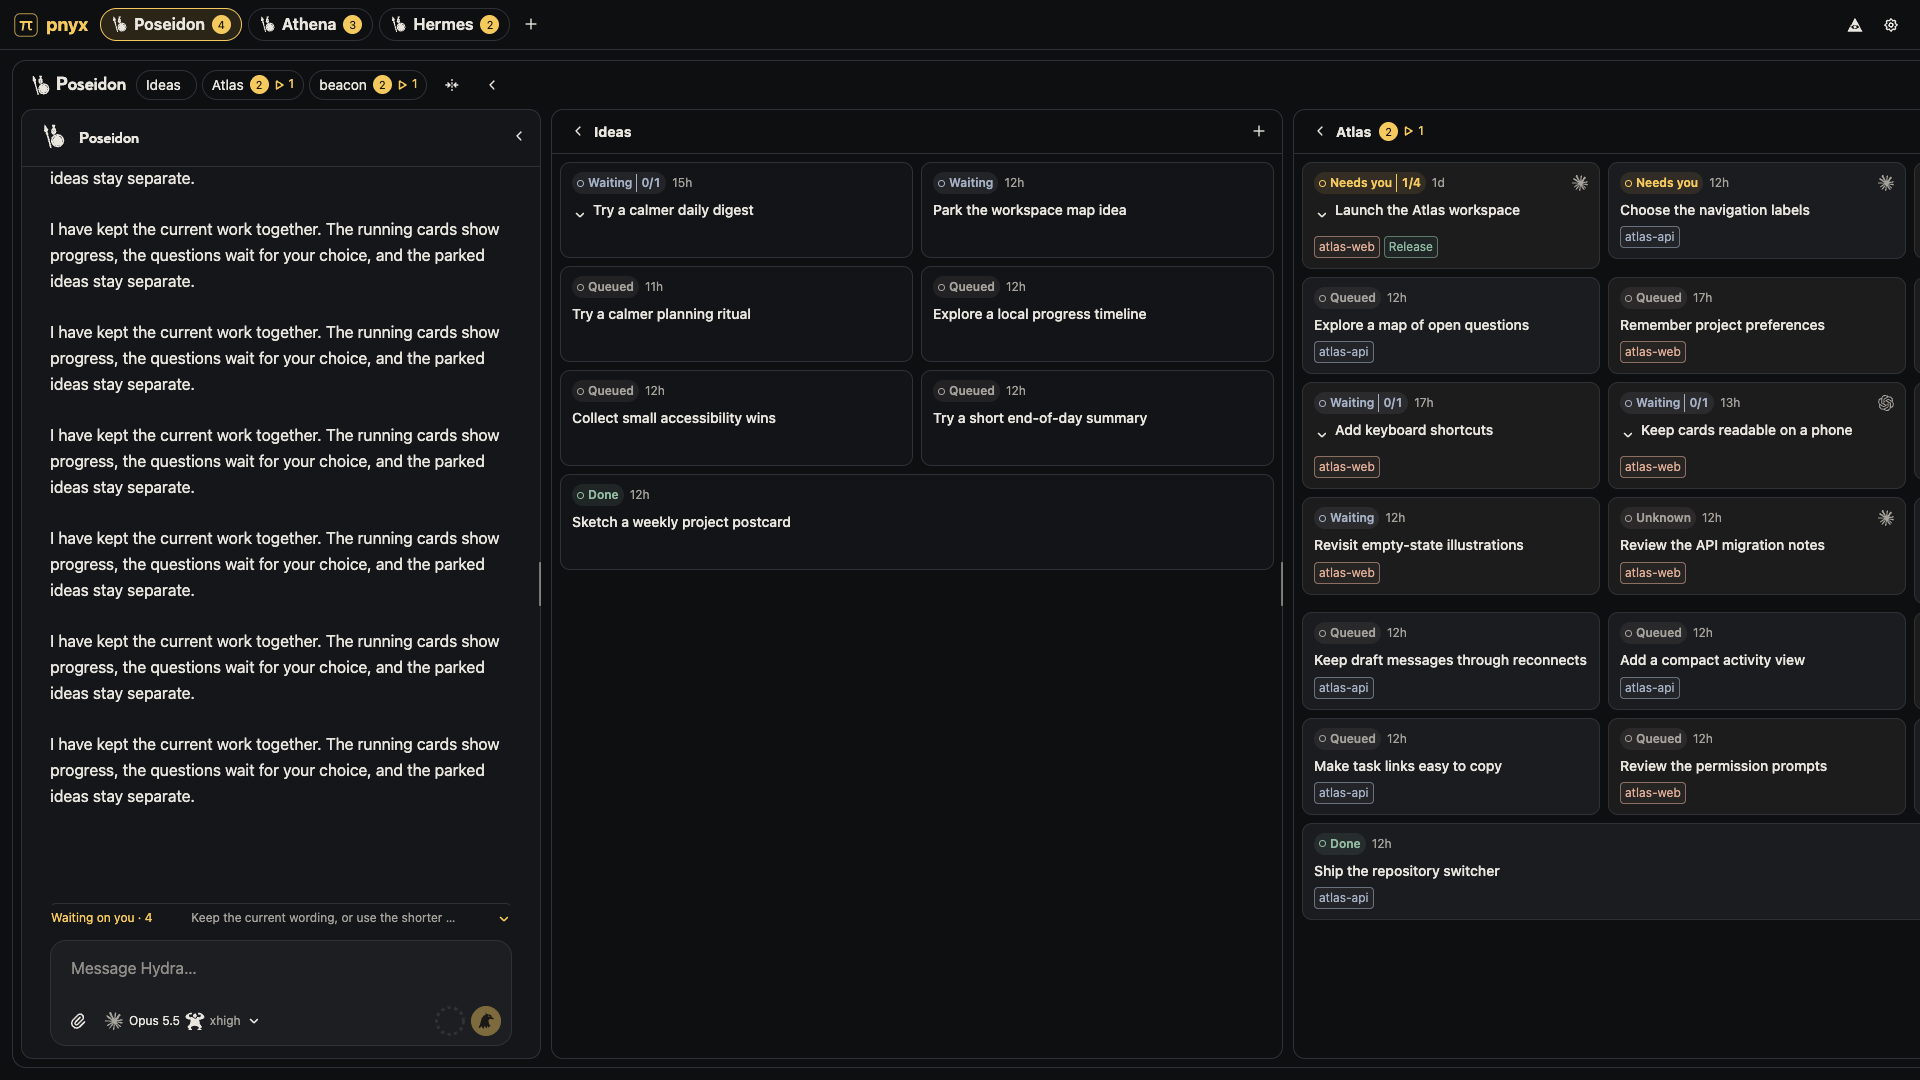 π pnyx
Poseidon 4
Athena 3
Hermes 2
Poseidon
Ideas
Atlas 2 1
beacon 2 1
Poseidon
ideas stay separate.
I have kept the current work together. The running cards show
progress, the questions wait for your choice, and the parked
ideas stay separate.
I have kept the current work together. The running cards show
progress, the questions wait for your choice, and the parked
ideas stay separate.
I have kept the current work together. The running cards show
progress, the questions wait for your choice, and the parked
ideas stay separate.
I have kept the current work together. The running cards show
progress, the questions wait for your choice, and the parked
ideas stay separate.
I have kept the current work together. The running cards show
progress, the questions wait for your choice, and the parked
ideas stay separate.
I have kept the current work together. The running cards show
progress, the questions wait for your choice, and the parked
ideas stay separate.
Waiting on you · 4
Keep the current wording, or use the shorter ...
Message Hydra...
Opus 5.5 xhigh
Ideas
Waiting 0/1 15h
Try a calmer daily digest
Waiting 12h
Park the workspace map idea
Queued 11h
Try a calmer planning ritual
Queued 12h
Explore a local progress timeline
Queued 12h
Collect small accessibility wins
Queued 12h
Try a short end-of-day summary
Done 12h
Sketch a weekly project postcard
Atlas 2 1
Needs you 1/4 1d
Launch the Atlas workspace
atlas-web Release
Needs you 12h
Choose the navigation labels
atlas-api
Queued 12h
Explore a map of open questions
atlas-api
Queued 17h
Remember project preferences
atlas-web
Waiting 0/1 17h
Add keyboard shortcuts
atlas-web
Waiting 0/1 13h
Keep cards readable on a phone
atlas-web
Waiting 12h
Revisit empty-state illustrations
atlas-web
Unknown 12h
Review the API migration notes
atlas-web
Queued 12h
Keep draft messages through reconnects
atlas-api
Queued 12h
Add a compact activity view
atlas-api
Queued 12h
Make task links easy to copy
atlas-api
Queued 12h
Review the permission prompts
atlas-web
Done 12h
Ship the repository switcher
atlas-api